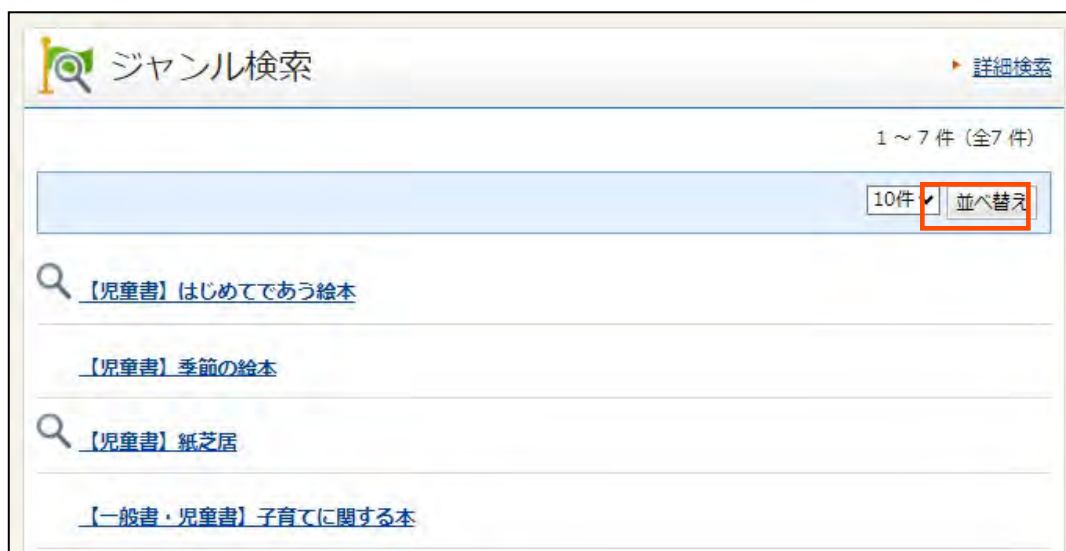 ジャンル検索
詳細検索
1 ~ 7 件 (全7 件)
10件 並べ替え
【児童書】はじめてであう絵本
【児童書】季節の絵本
【児童書】紙芝居
【一般書・児童書】子育てに関する本